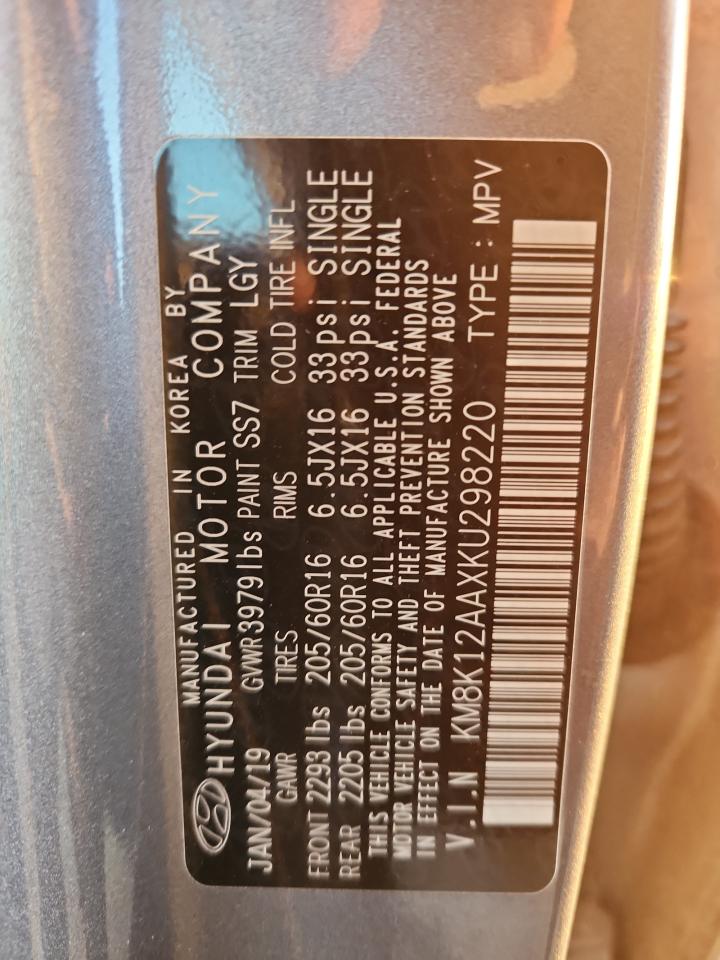 MANUFACTURED IN KOREA BY
HYUNDAI MOTOR COMPANY
JAN/04/19 GVWR 3979lbs PAINT SS7 TRIM LGY
GAWR TIRES RIMS COLD TIRE INFL
FRONT 2293 lbs 205/60R16 6.5JX16 33psi SINGLE
REAR 2205 lbs 205/60R16 6.5JX16 33psi SINGLE
THIS VEHICLE CONFORMS TO ALL APPLICABLE U.S.A. FEDERAL
MOTOR VEHICLE SAFETY AND THEFT PREVENTION STANDARDS
IN EFFECT ON THE DATE OF MANUFACTURE SHOWN ABOVE
V.I.N KM8K12AAXKU298220 TYPE : MPV